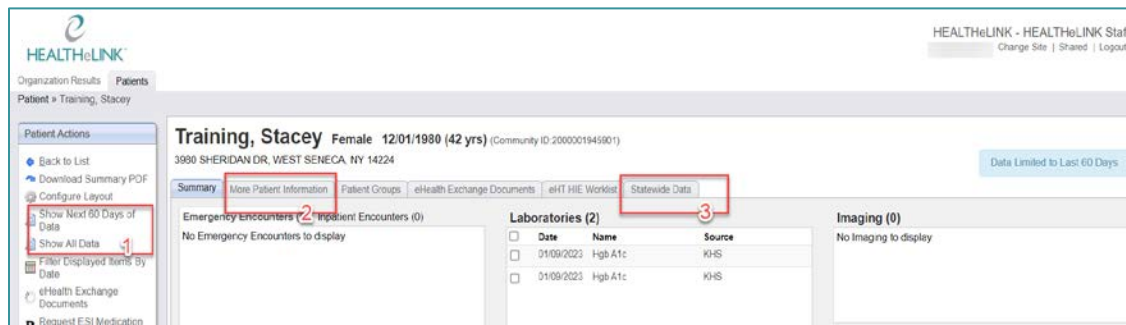 HEALTHeLINK
HEALTHeLINK - HEALTHeLINK Staf
Change Site | Shared | Logout
Organization Results Patients
Patient » Training, Stacey
Patient Actions
Back to List
Download Summary PDF
Configure Layout
Show Next 60 Days of
Data
Show All Data
1
Filter Displayed Items By
Date
eHealth Exchange
Documents
Request ESI Medication
Training, Stacey Female 12/01/1980 (42 yrs) (Community ID:2000001945901)
3980 SHERIDAN DR, WEST SENECA, NY 14224
Data Limited to Last 60 Days
Summary More Patient Information Patient Groups eHealth Exchange Documents eHT HIE Worklist Statewide Data
2
3
Emergency Encounters Inpatient Encounters (0)
No Emergency Encounters to display
Laboratories (2)
Date Name Source
01/09/2023 Hgb A1c KHS
01/09/2023 Hgb A1c KHS
Imaging (0)
No Imaging to display